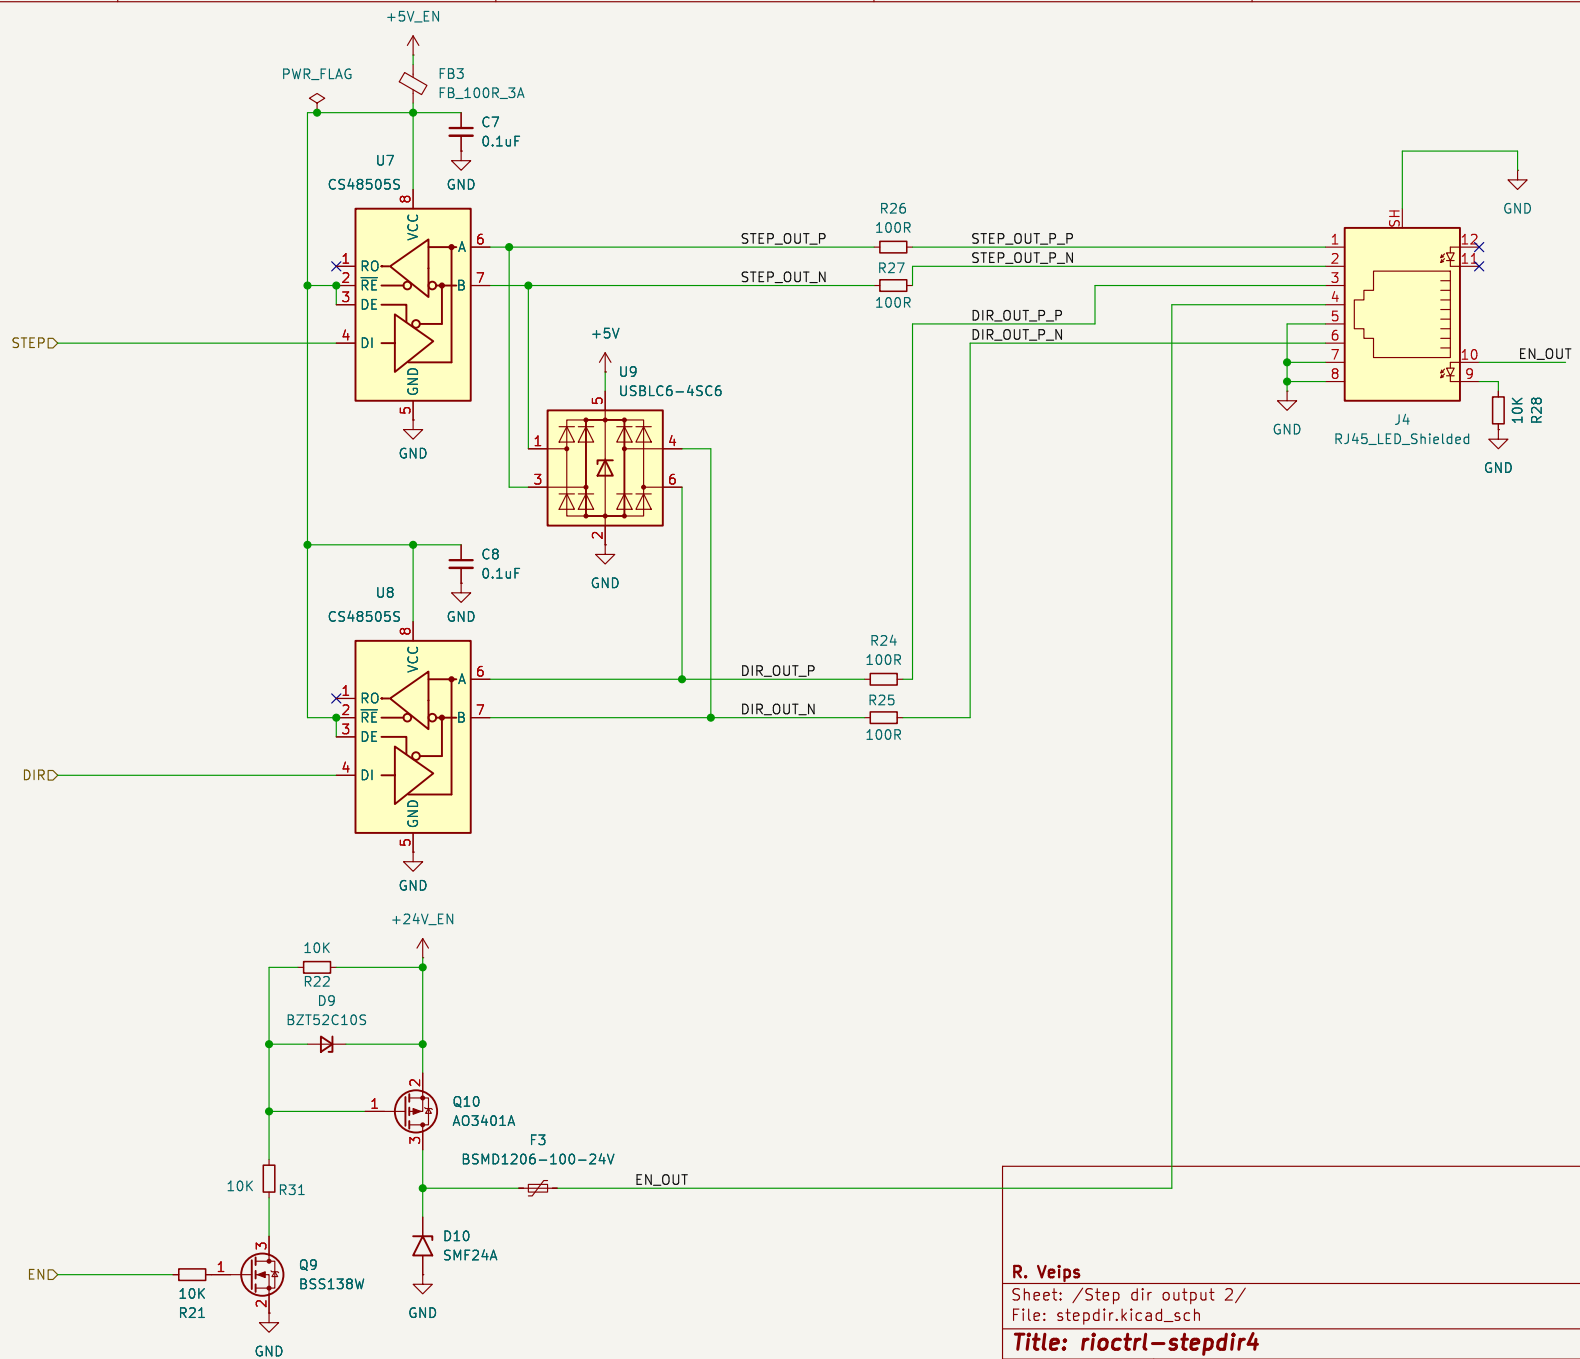 +5V_EN
PWR_FLAG
FB3
FB_100R_3A
C7
0.1uF
GND
U7
CS48505S
8
VCC
1
RO
2
RE
3
DE
4
DI
A
6
B
7
GND
5
GND
STEP
STEP_OUT_P
STEP_OUT_N
R26
100R
R27
100R
STEP_OUT_P_P
STEP_OUT_P_N
DIR_OUT_P_P
DIR_OUT_P_N
GND
SH
1
2
3
4
5
6
7
8
12
11
10
9
EN_OUT
10K
R28
GND
GND
J4
RJ45_LED_Shielded
+5V
U9
USBLC6-4SC6
5
1
3
4
6
2
GND
C8
0.1uF
GND
U8
CS48505S
8
VCC
1
RO
2
RE
3
DE
4
DI
A
6
B
7
GND
5
GND
DIR
DIR_OUT_P
DIR_OUT_N
R24
100R
R25
100R
+24V_EN
10K
R22
D9
BZT52C10S
1
2
3
Q10
AO3401A
F3
BSMD1206-100-24V
EN_OUT
10K
R31
D10
SMF24A
GND
EN
10K
R21
1
3
2
Q9
BSS138W
GND
R. Veips
Sheet: /Step dir output 2/
File: stepdir.kicad_sch
Title: rioctrl-stepdir4